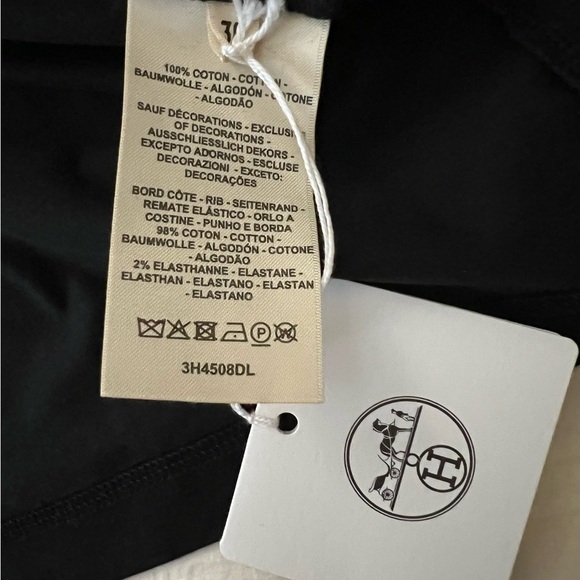 100% COTON - COTTON -
BAUMWOLLE - ALGODÓN - COTONE
- ALGODÃO
SAUF DÉCORATIONS - EXCLUSIVE
OF DECORATIONS -
AUSSCHLIESSLICH DEKORS -
EXCEPTO ADORNOS - ESCLUSE
DECORAZIONI - EXCETO:
DECORAÇÕES
BORD CÔTE - RIB - SEITENRAND -
REMATE ELÁSTICO - ORLO A
COSTINE - PUNHO E BORDA
98% COTON - COTTON -
BAUMWOLLE - ALGODÓN - COTONE
- ALGODÃO
2% ELASTHANNE - ELASTANE -
ELASTHAN - ELASTANO - ELASTAN
- ELASTANO
P W
3H4508DL
H